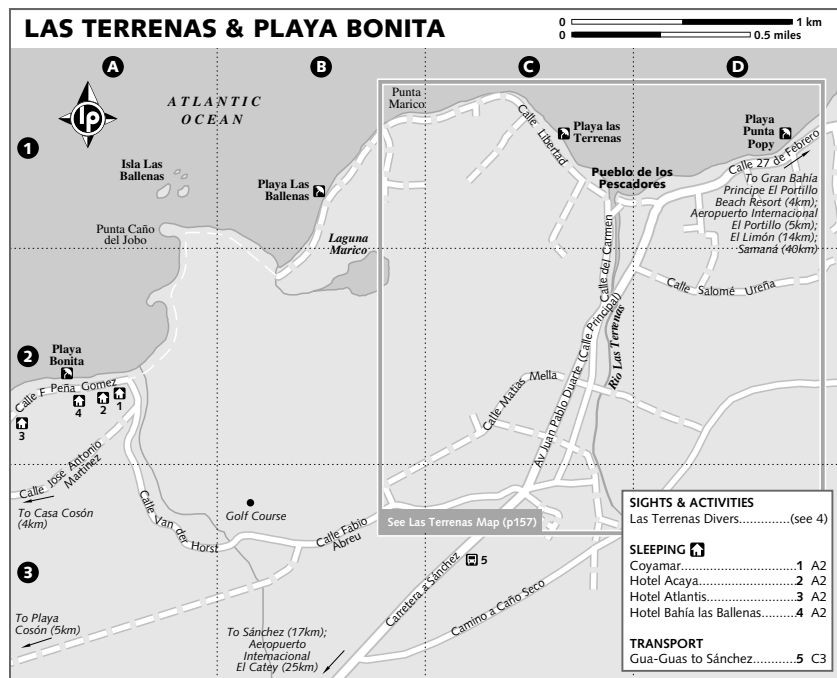 LAS TERRENAS & PLAYA BONITA
0 1 km
0 0.5 miles
A
B
C
D
lp
ATLANTIC
OCEAN
Punta
Marico
1
Isla Las
Ballenas
Playa Las
Ballenas
Calle Libertad
Playa las
Terrenas
Playa
Punta
Popy
Calle 27 de Febrero
Pueblo de los
Pescadores
To Gran Bahía
Principe El Portillo
Beach Resort (4km);
Aeropuerto Internacional
El Portillo (5km);
El Limón (14km);
Samaná (40km)
Punta Caño
del Jobo
Laguna
Marico
Calle del Carmen
Calle Salomé Ureña
2
Playa
Bonita
Calle F Peña Gomez
3
4
2
1
Calle Matias Mella
Av Juan Pablo Duarte (Calle Principal)
Rio Las Terrenas
Calle Jose Antonio
Martinez
To Casa Cosón
(4km)
Calle Van der Horst
Golf Course
Calle Fabio
Abreu
See Las Terrenas Map (p157)
3
Carretera a Sánchez
5
Camino a Caño Seco
To Playa
Cosón (5km)
To Sánchez (17km);
Aeropuerto
Internacional
El Catey (25km)
SIGHTS & ACTIVITIES
Las Terrenas Divers.............(see 4)
SLEEPING
Coyamar...............................1 A2
Hotel Acaya..........................2 A2
Hotel Atlantis........................3 A2
Hotel Bahía las Ballenas........4 A2
TRANSPORT
Gua-Guas to Sánchez...........5 C3